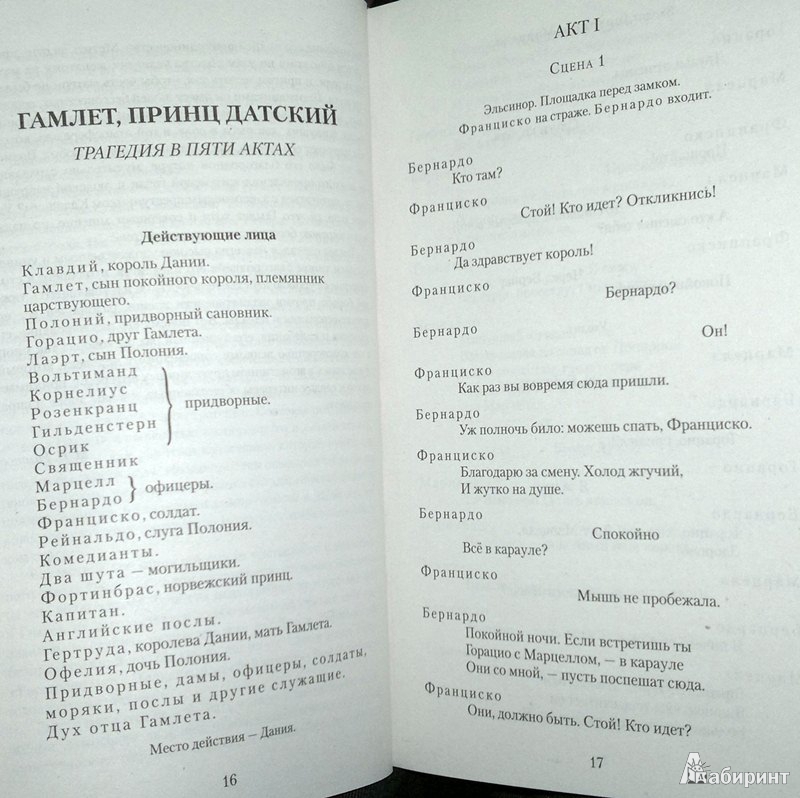 ГАМЛЕТ, ПРИНЦ ДАТСКИЙ
ТРАГЕДИЯ В ПЯТИ АКТАХ
Действующие лица
Клавдий, король Дании.
Гамлет, сын покойного короля, племянник
царствующего.
Полоний, придворный сановник.
Горацио, друг Гамлета.
Лаэрт, сын Полония.
Вольтиманд
Корнелиус
Розенкранц
Гильденстерн
придворные.
Осрик
Священник
Марцелл
Бернардо
офицеры.
Франциско, солдат.
Рейнальдо, слуга Полония.
Комедианты.
Два шута — могильщики.
Фортинбрас, норвежский принц.
Капитан.
Английские послы.
Гертруда, королева Дании, мать Гамлета.
Офелия, дочь Полония.
Придворные, дамы, офицеры, солдаты,
моряки, послы и другие служащие.
Дух отца Гамлета.
Место действия — Дания.
16
АКТ I
Сцена 1
Эльсинор. Площадка перед замком.
Франциско на страже. Бернардо входит.
Бернардо
Кто там?
Франциско
Стой! Кто идет? Откликнись!
Бернардо
Да здравствует король!
Франциско
Бернардо?
Бернардо
Он!
Франциско
Как раз вы вовремя сюда пришли.
Бернардо
Уж полночь било: можешь спать, Франциско.
Франциско
Благодарю за смену. Холод жгучий,
И жутко на душе.
Бернардо
Спокойно
Всё в карауле?
Франциско
Мышь не пробежала.
Бернардо
Покойной ночи. Если встретишь ты
Горацио с Марцеллом, — в карауле
Они со мной, — пусть поспешат сюда.
Франциско
Они, должно быть. Стой! Кто идет?
17
Лабиринт